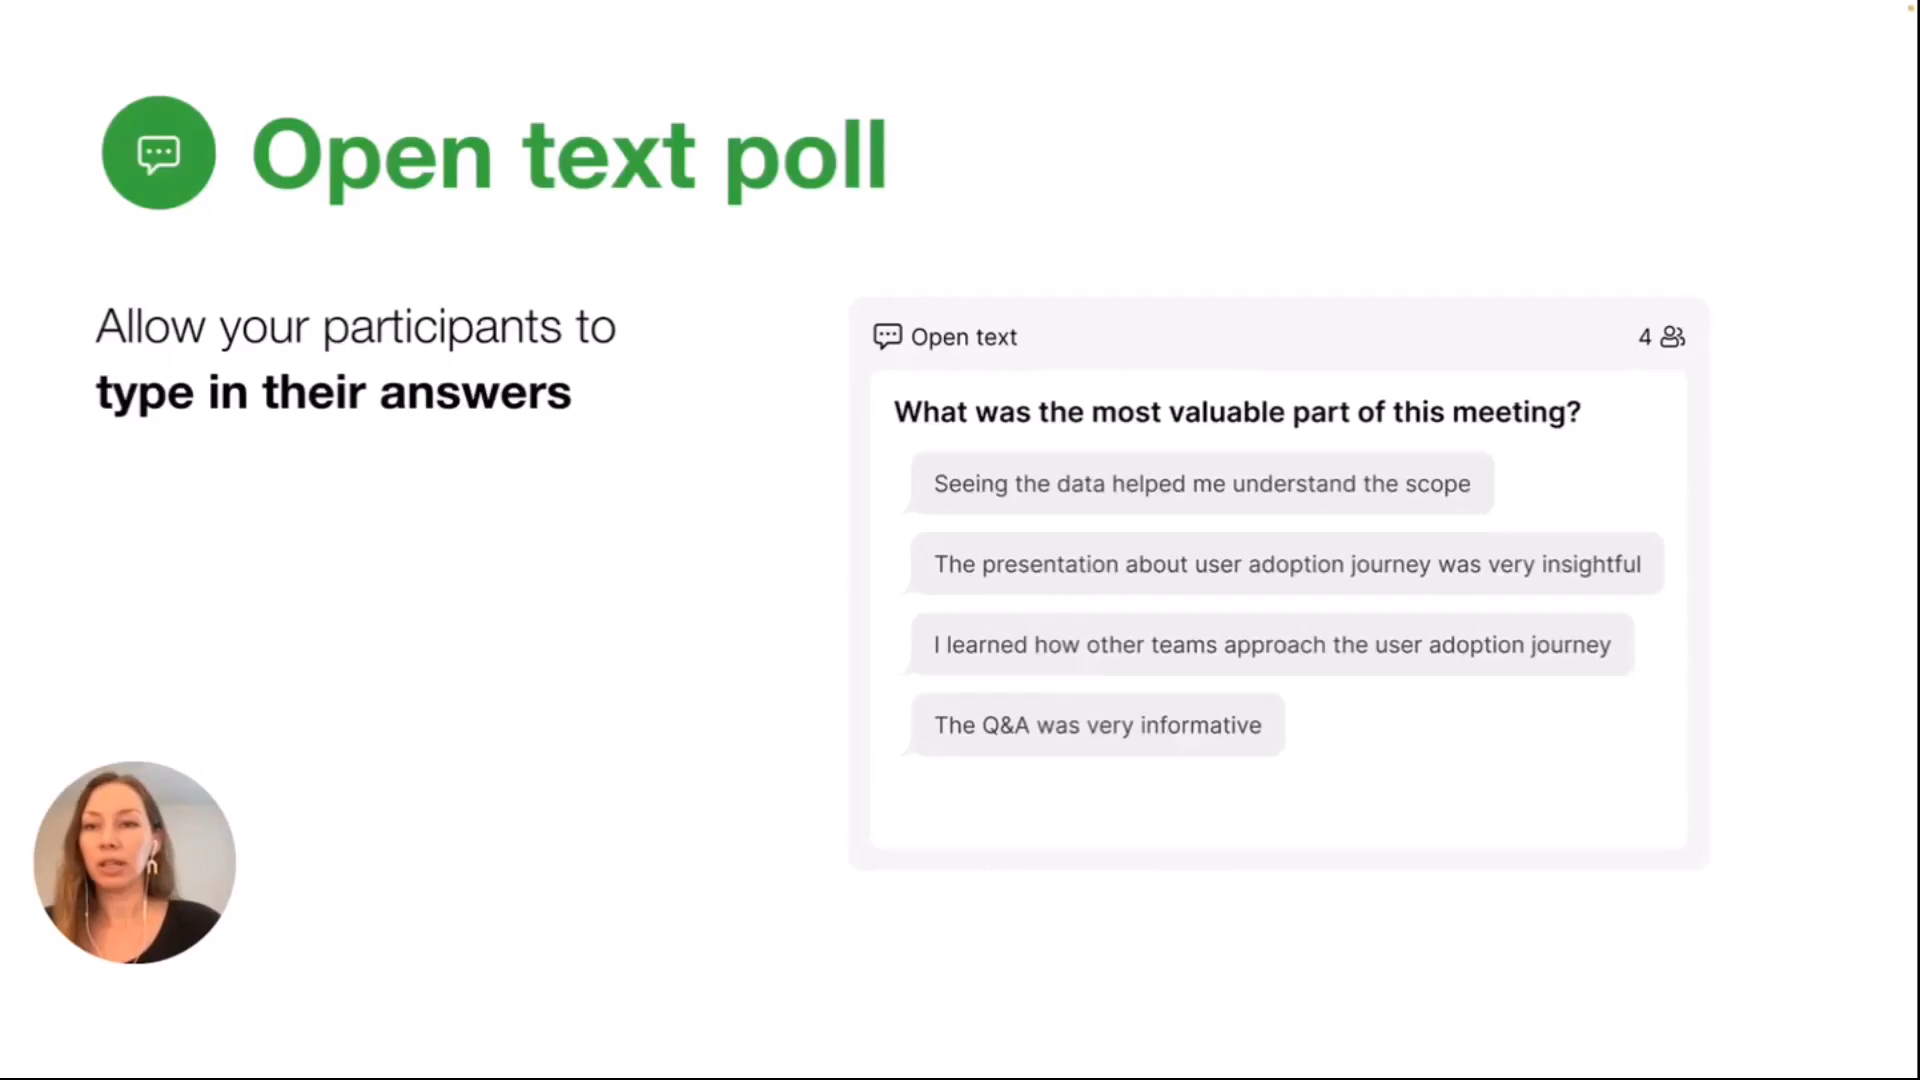 Open text poll
Allow your participants to
type in their answers
Open text
4
What was the most valuable part of this meeting?
Seeing the data helped me understand the scope
The presentation about user adoption journey was very insightful
I learned how other teams approach the user adoption journey
The Q&A was very informative